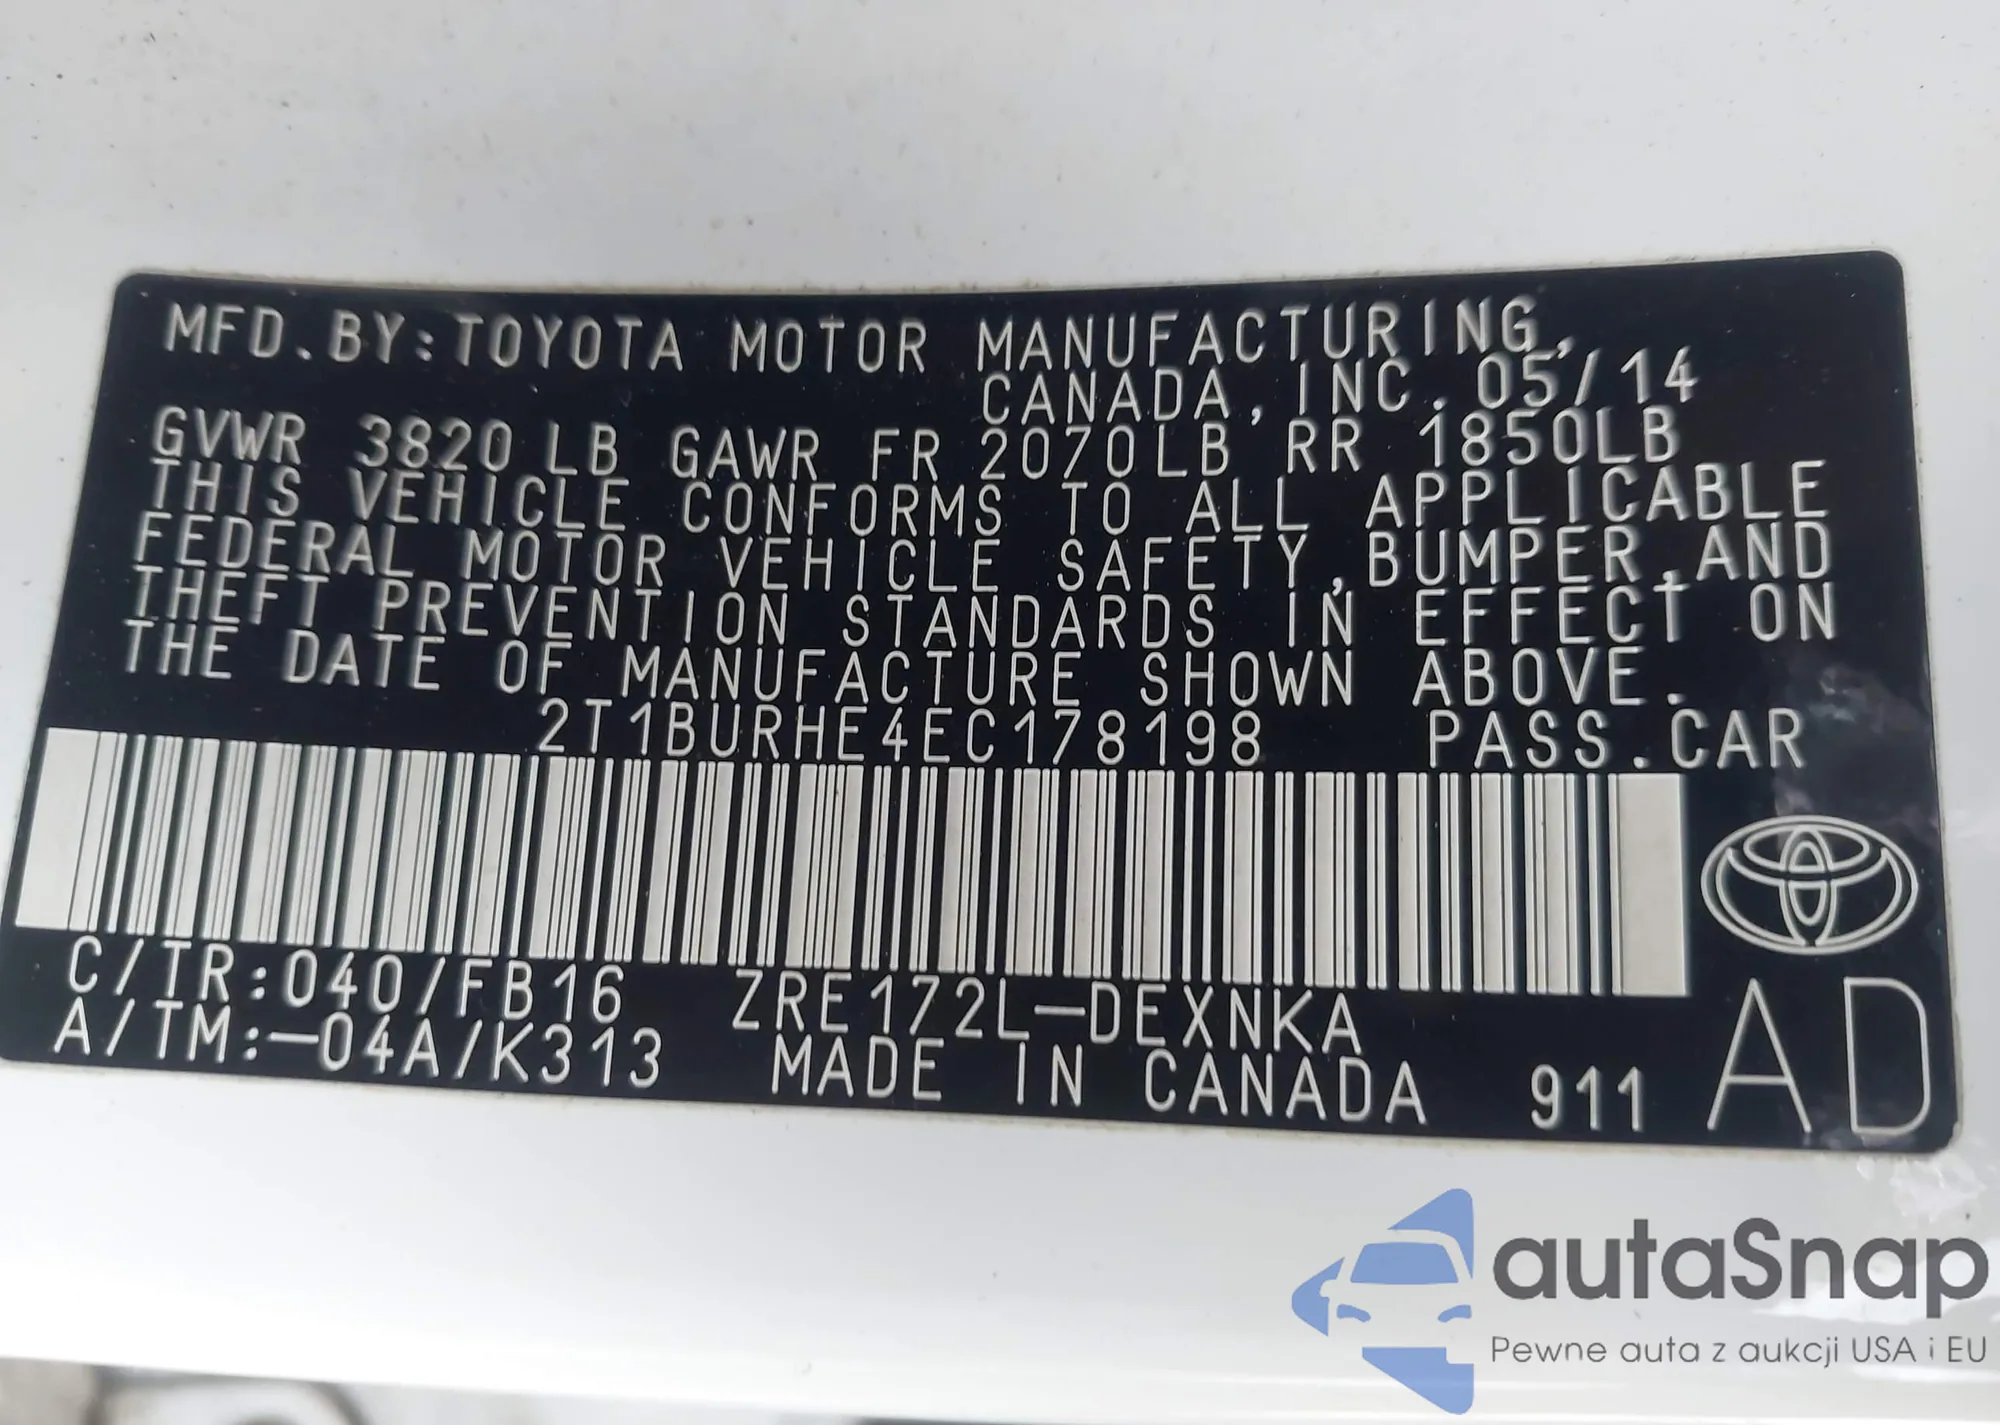 MFD.BY:TOYOTA MOTOR MANUFACTURING,
CANADA,INC. 05/14
GVWR 3820LB GAWR FR 2070LB RR 1850LB
THIS VEHICLE CONFORMS TO ALL APPLICABLE
FEDERAL MOTOR VEHICLE SAFETY,BUMPER,AND
THEFT PREVENTION STANDARDS IN EFFECT ON
THE DATE OF MANUFACTURE SHOWN ABOVE.
2T1BURHE4EC178198 PASS.CAR
C/TR:040/FB16 ZRE172L-DEXNKA
A/TM:-04A/K313 MADE IN CANADA 911 AD
autaSnap
Pewne auta z aukcji USA i EU